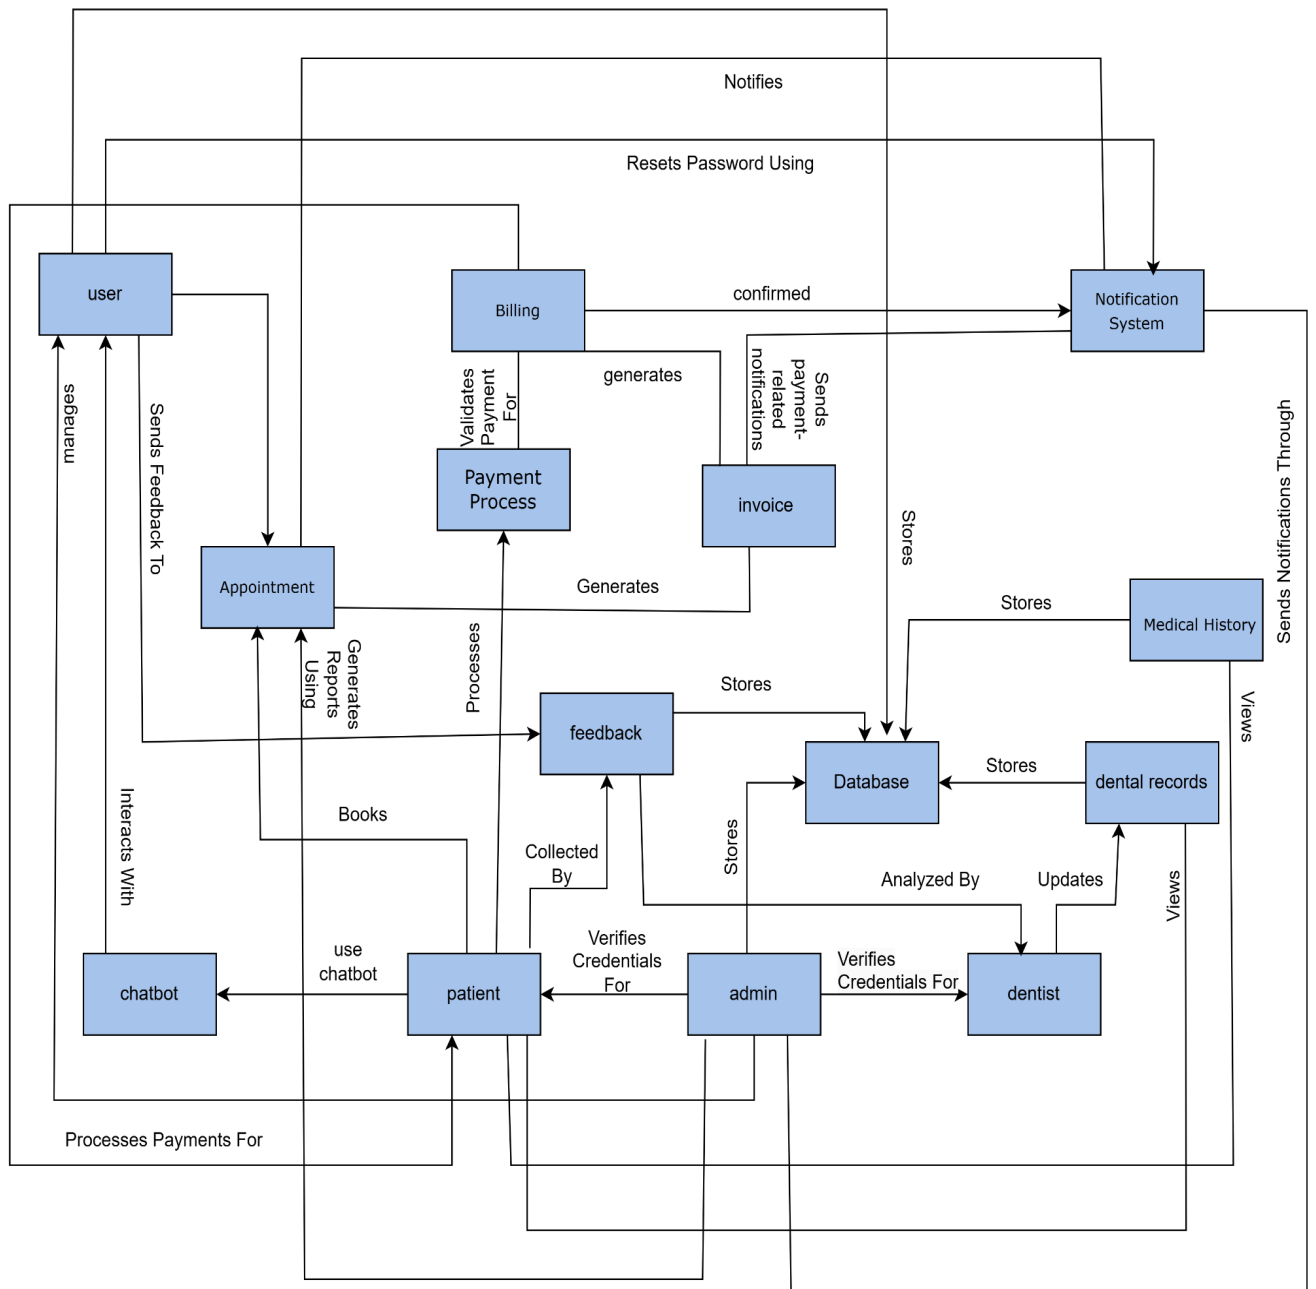 Notifies
Resets Password Using
user
Billing
confirmed
Notification
System
generates
Validates
Payment
For
Sends
payment-
related
notifications
manages
Sends Feedback To
Payment
Process
invoice
Stores
Sends Notifications Through
Appointment
Generates
Stores
Medical History
Generates
Reports
Using
Processes
Stores
Views
feedback
Database
Stores
dental records
Interacts With
Books
Collected
By
Stores
Analyzed By
Updates
Views
use
chatbot
Verifies
Credentials
For
Verifies
Credentials For
chatbot
patient
admin
dentist
Processes Payments For